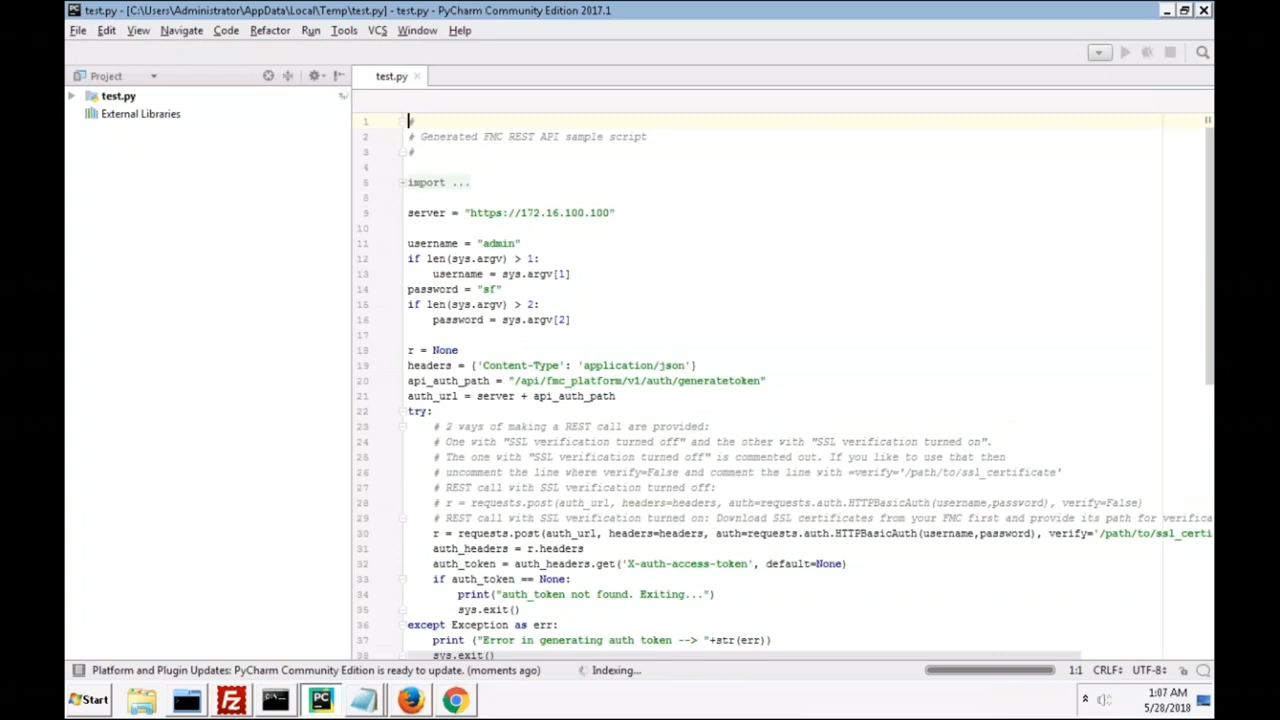 test.py - [C:\Users\Administrator\AppData\Local\Temp\test.py] - test.py - PyCharm Community Edition 2017.1
File Edit View Navigate Code Refactor Run Tools VCS Window Help
Project
test.py
test.py
External Libraries
1 #
2 # Generated FMC REST API sample script
3 #
4
5 import ...
8
9 server = "https://172.16.100.100"
10
11 username = "admin"
12 if len(sys.argv) > 1:
13 username = sys.argv[1]
14 password = "sf"
15 if len(sys.argv) > 2:
16 password = sys.argv[2]
17
18 r = None
19 headers = {'Content-Type': 'application/json'}
20 api_auth_path = "/api/fmc_platform/v1/auth/generatetoken"
21 auth_url = server + api_auth_path
22 try:
23 # 2 ways of making a REST call are provided:
24 # One with "SSL verification turned off" and the other with "SSL verification turned on".
25 # The one with "SSL verification turned off" is commented out. If you like to use that then
26 # uncomment the line where verify=False and comment the line with =verify='/path/to/ssl_certificate'
27 # REST call with SSL verification turned off:
28 # r = requests.post(auth_url, headers=headers, auth=requests.auth.HTTPBasicAuth(username,password), verify=False)
29 # REST call with SSL verification turned on: Download SSL certificates from your FMC first and provide its path for verifica
30 r = requests.post(auth_url, headers=headers, auth=requests.auth.HTTPBasicAuth(username,password), verify='/path/to/ssl_certi
31 auth_headers = r.headers
32 auth_token = auth_headers.get('X-auth-access-token', default=None)
33 if auth_token == None:
34 print("auth_token not found. Exiting...")
35 sys.exit()
36 except Exception as err:
37 print ("Error in generating auth token --> "+str(err))
38 sys.exit()
Platform and Plugin Updates: PyCharm Community Edition is ready to update. (moments ago) Indexing... 1:1 CRLF UTF-8
Start 1:07 AM
5/28/2018